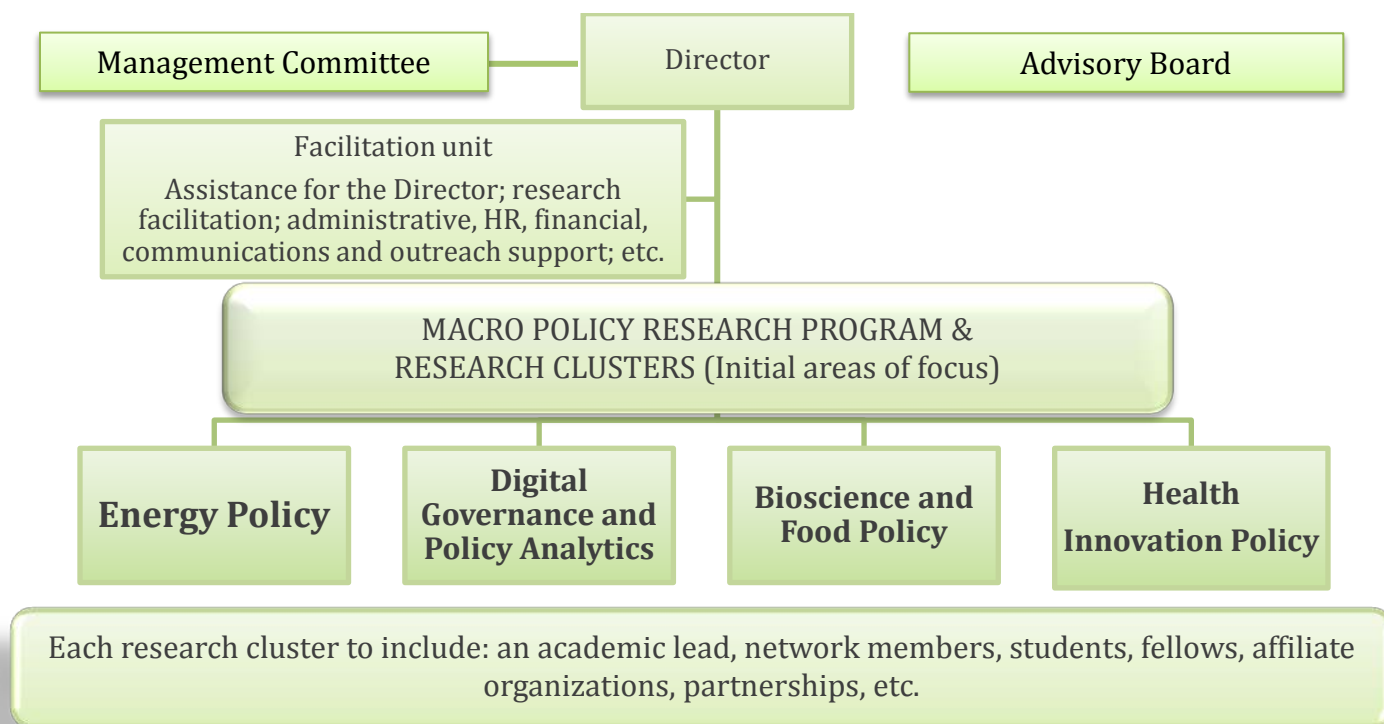 Management Committee
Director
Advisory Board
Facilitation unit
Assistance for the Director; research
facilitation; administrative, HR, financial,
communications and outreach support; etc.
MACRO POLICY RESEARCH PROGRAM &
RESEARCH CLUSTERS (Initial areas of focus)
Energy Policy
Digital
Governance and
Policy Analytics
Bioscience and
Food Policy
Health
Innovation Policy
Each research cluster to include: an academic lead, network members, students, fellows, affiliate
organizations, partnerships, etc.